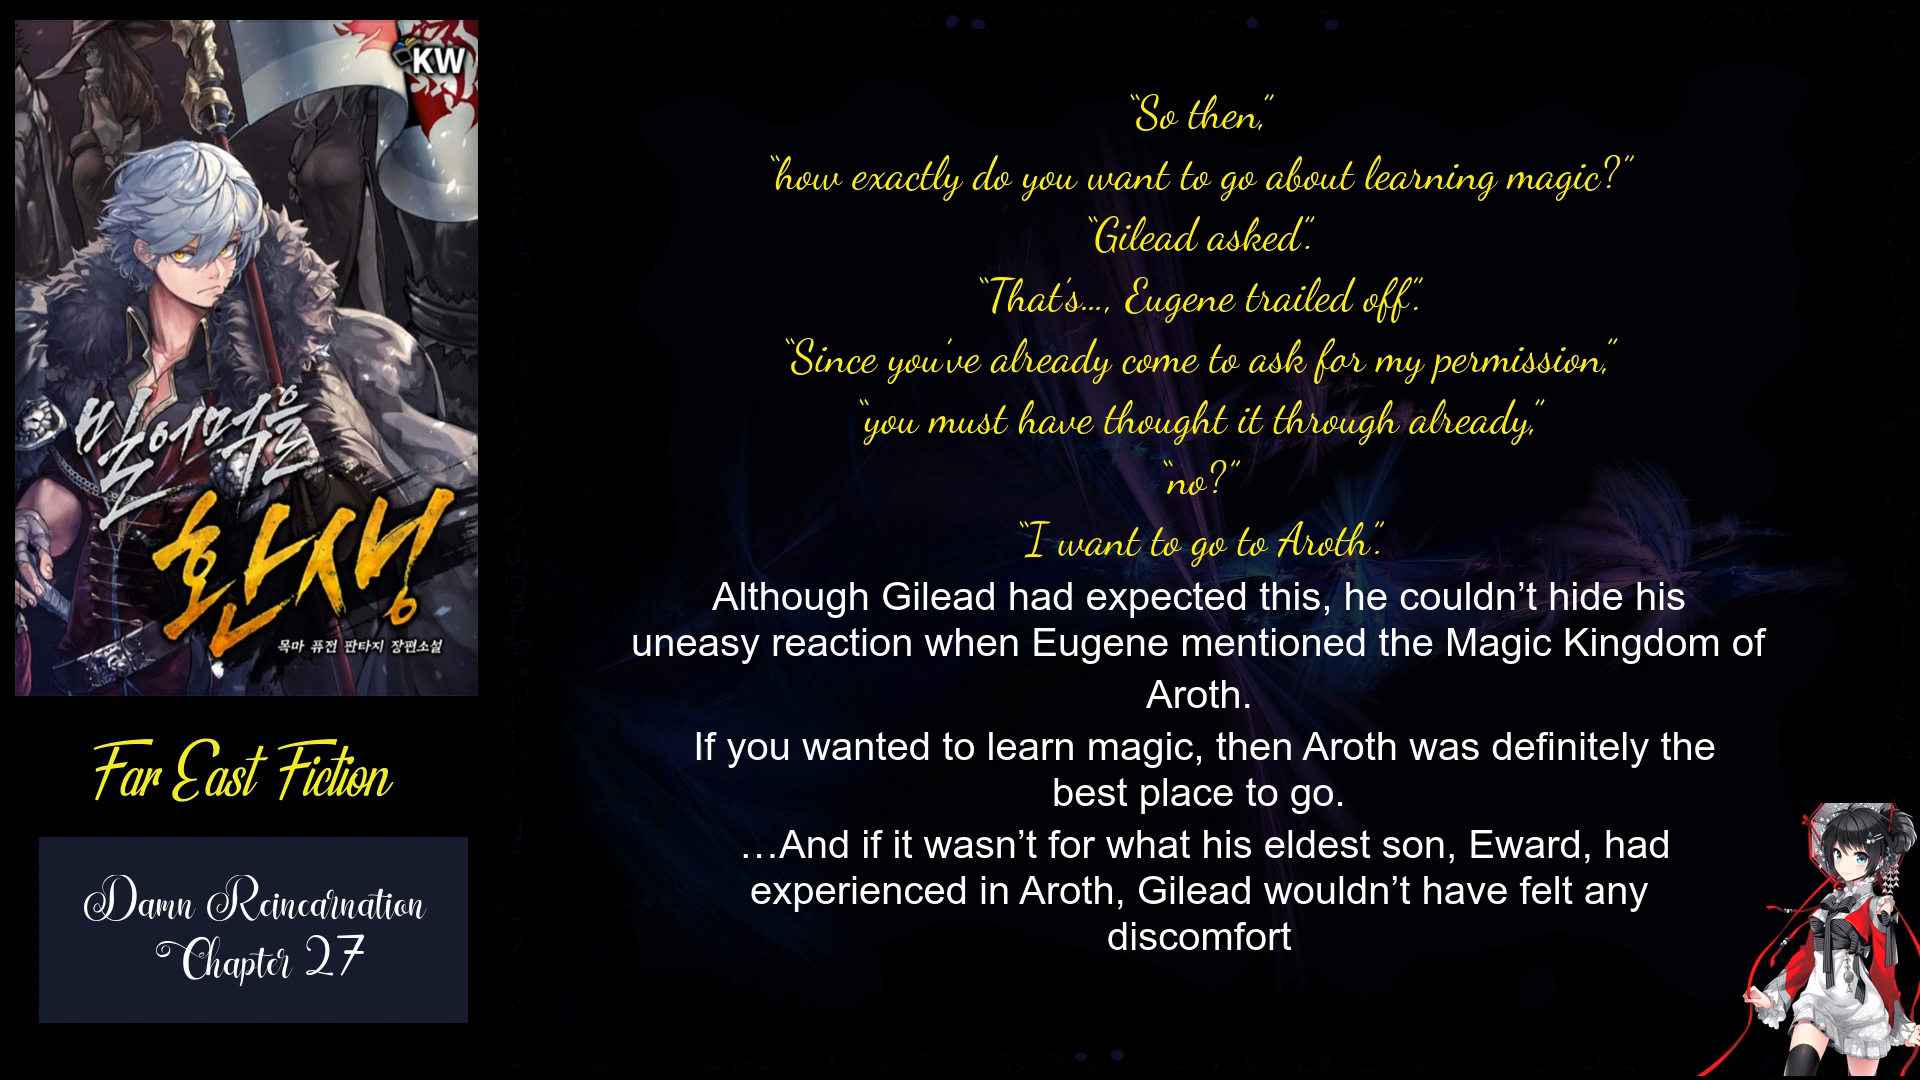 KW
빌어먹을
환생
목마 퓨전 판타지 장편소설
Far East Fiction
Damn Reincarnation
Chapter 27
“So then,”
“how exactly do you want to go about learning magic?”
“Gilead asked”.
“That’s…, Eugene trailed off”.
“Since you’ve already come to ask for my permission,”
“you must have thought it through already,”
“no?”
“I want to go to Aroth”.
Although Gilead had expected this, he couldn’t hide his
uneasy reaction when Eugene mentioned the Magic Kingdom of
Aroth.
If you wanted to learn magic, then Aroth was definitely the
best place to go.
…And if it wasn’t for what his eldest son, Eward, had
experienced in Aroth, Gilead wouldn’t have felt any
discomfort